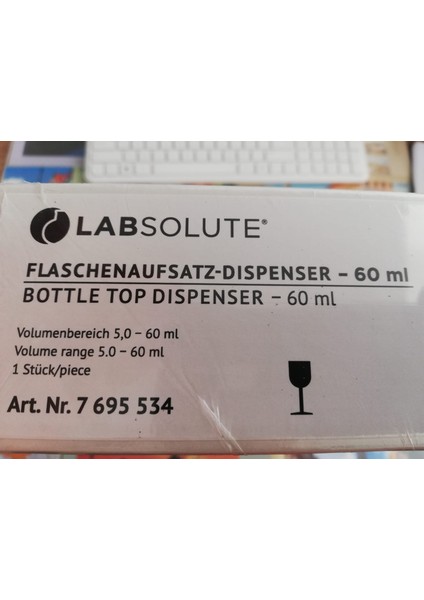 LABSOLUTE®
FLASCHENAUFSATZ-DISPENSER – 60 ml
BOTTLE TOP DISPENSER – 60 ml
Volumenbereich 5,0 – 60 ml
Volume range 5.0 – 60 ml
1 Stück/piece
Art. Nr. 7 695 534